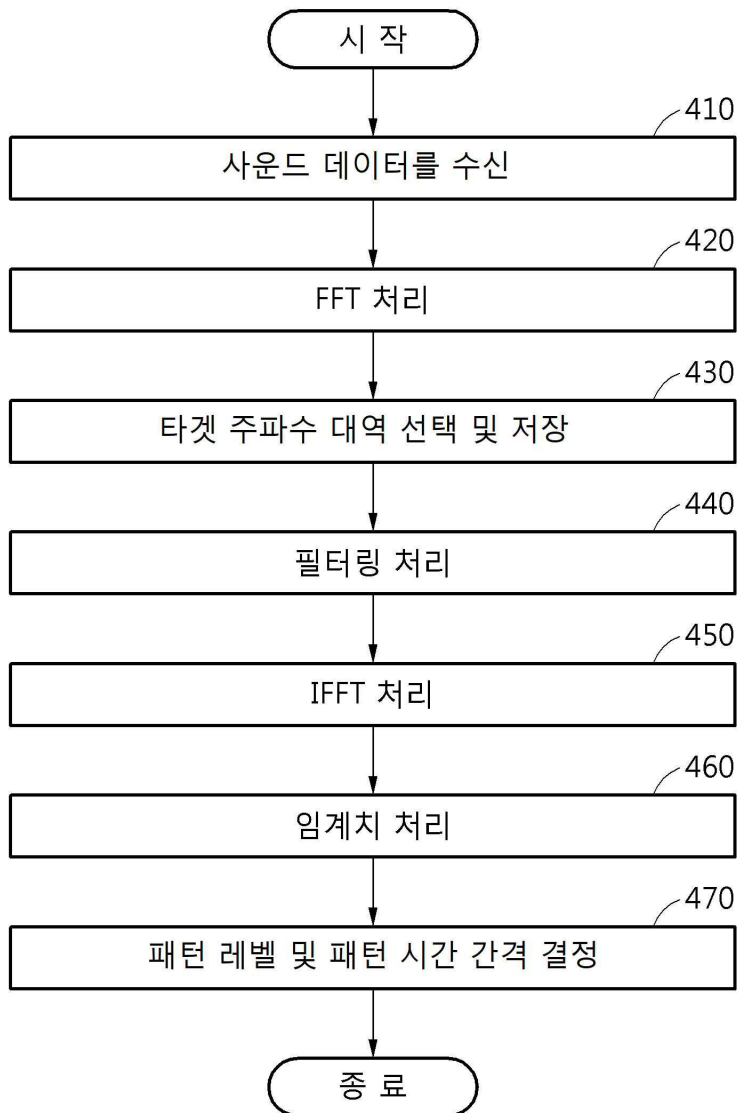 시 작
410
사운드 데이터를 수신
420
FFT 처리
430
타겟 주파수 대역 선택 및 저장
440
필터링 처리
450
IFFT 처리
460
임계치 처리
470
패턴 레벨 및 패턴 시간 간격 결정
종 료